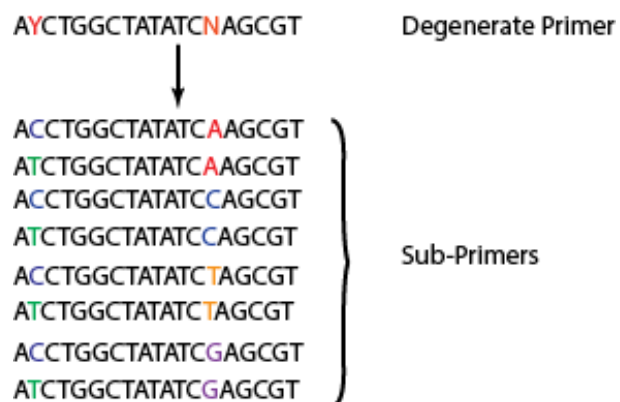 AYCTGGCTATATCNAGCGT Degenerate Primer
ACCTGGCTATATCAAGCGT
ATCTGGCTATATCAAGCGT
ACCTGGCTATATCCAGCGT
ATCTGGCTATATCCAGCGT
Sub-Primers
ACCTGGCTATATCTAGCGT
ATCTGGCTATATCTAGCGT
ACCTGGCTATATCGAGCGT
ATCTGGCTATATCGAGCGT